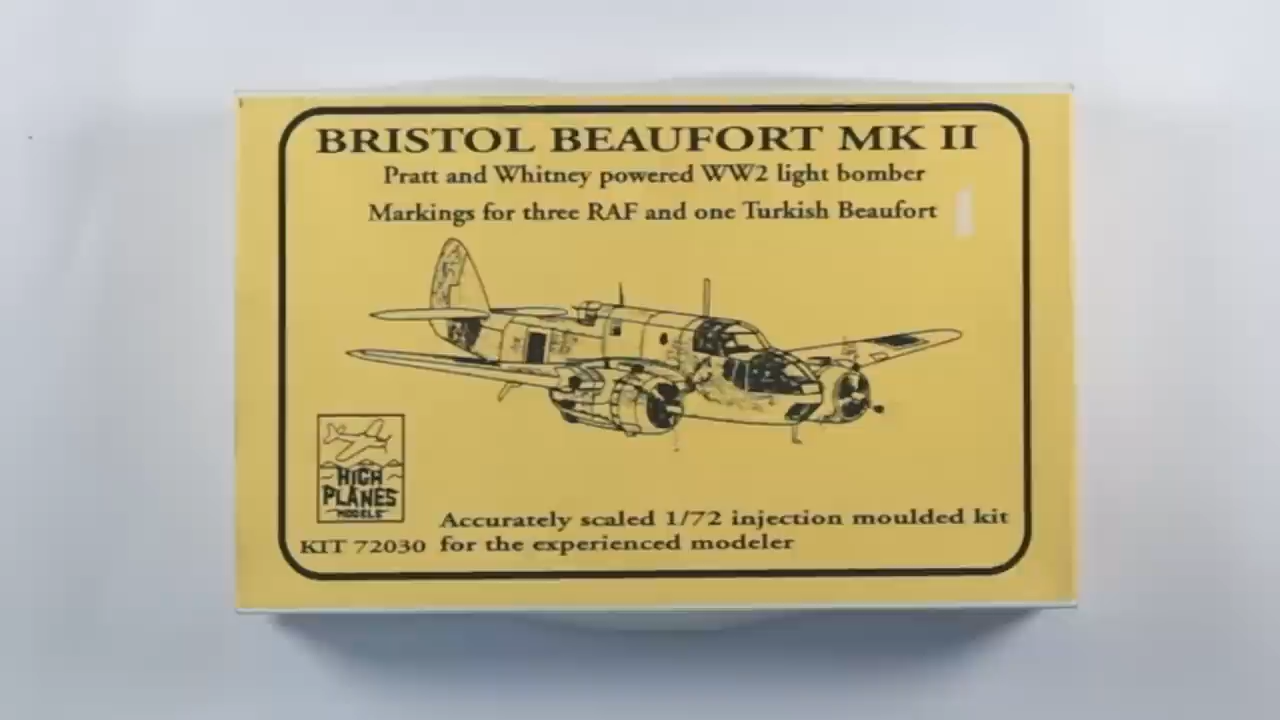 BRISTOL BEAUFORT MK II
Pratt and Whitney powered WW2 light bomber
Markings for three RAF and one Turkish Beaufort
HIGH
PLANES
MODELS
Accurately scaled 1/72 injection moulded kit
KIT 72030 for the experienced modeler